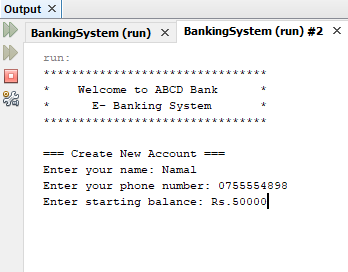 Output ×
BankingSystem (run) × BankingSystem (run) #2 ×
run:
********************************
*    Welcome to ABCD Bank      *
*      E- Banking System       *
********************************
=== Create New Account ===
Enter your name: Namal
Enter your phone number: 0755554898
Enter starting balance: Rs.50000